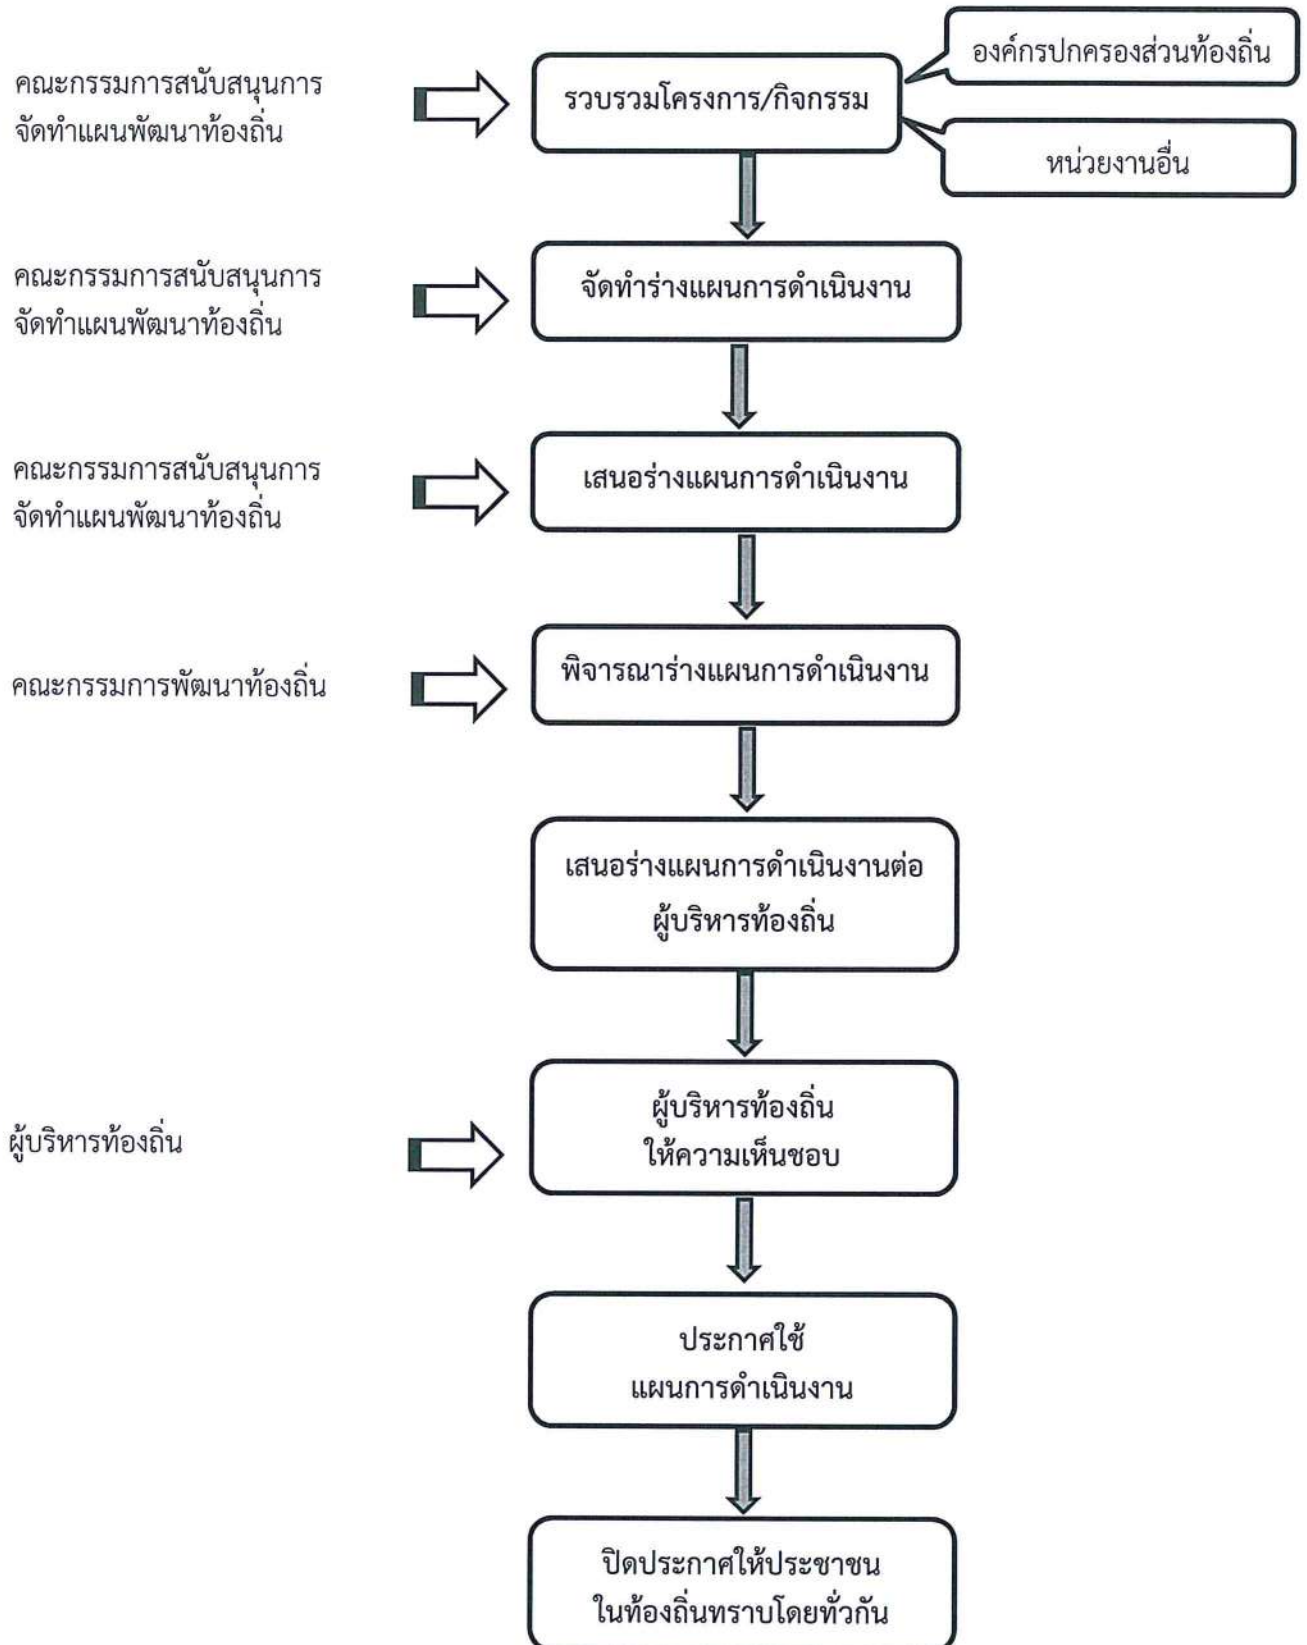 องค์กรปกครองส่วนท้องถิ่น
คณะกรรมการสนับสนุนการ
จัดทำแผนพัฒนาท้องถิ่น
รวบรวมโครงการ/กิจกรรม
หน่วยงานอื่น
คณะกรรมการสนับสนุนการ
จัดทำแผนพัฒนาท้องถิ่น
จัดทำร่างแผนการดำเนินงาน
คณะกรรมการสนับสนุนการ
จัดทำแผนพัฒนาท้องถิ่น
เสนอร่างแผนการดำเนินงาน
คณะกรรมการพัฒนาท้องถิ่น
พิจารณาร่างแผนการดำเนินงาน
เสนอร่างแผนการดำเนินงานต่อ
ผู้บริหารท้องถิ่น
ผู้บริหารท้องถิ่น
ผู้บริหารท้องถิ่น
ให้ความเห็นชอบ
ประกาศใช้
แผนการดำเนินงาน
ปิดประกาศให้ประชาชน
ในท้องถิ่นทราบโดยทั่วกัน